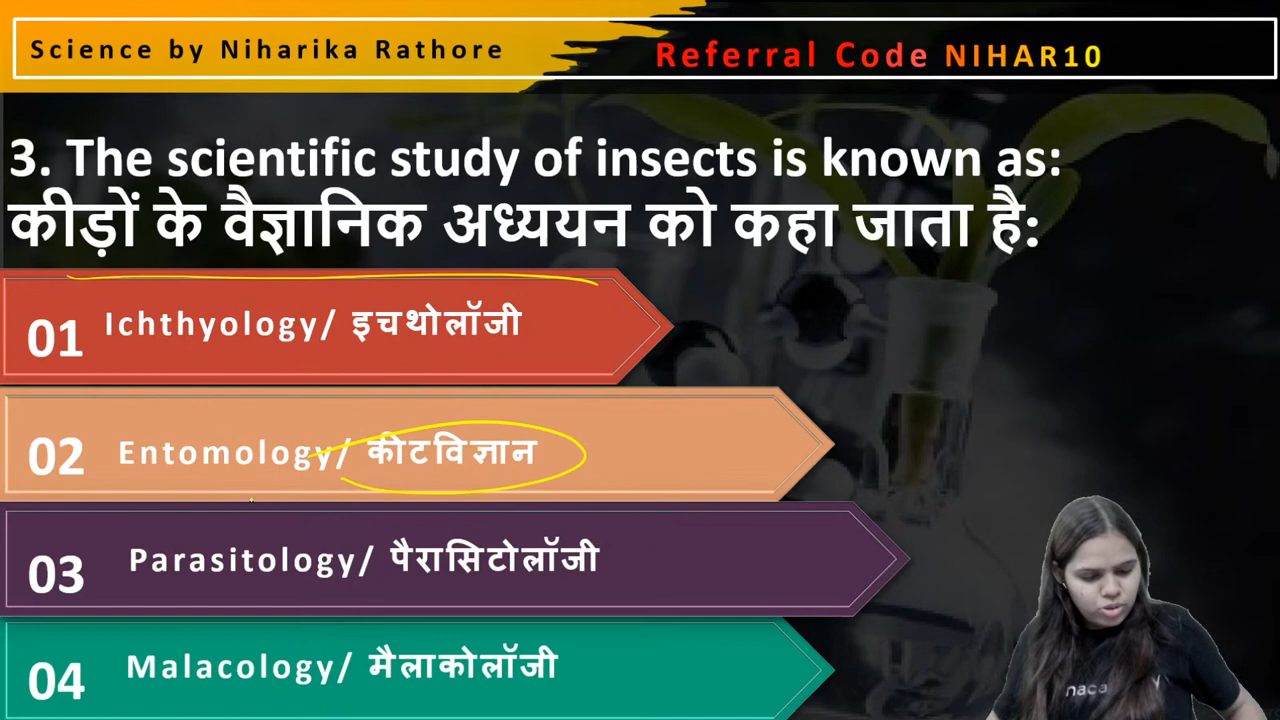 Science by Niharika Rathore
Referral Code NIHAR10
3. The scientific study of insects is known as:
कीड़ों के वैज्ञानिक अध्ययन को कहा जाता है:
01 Ichthyology/ इचथोलॉजी
02 Entomology/ कीटविज्ञान
03 Parasitology/ पैरासिटोलॉजी
04 Malacology/ मैलाकोलॉजी